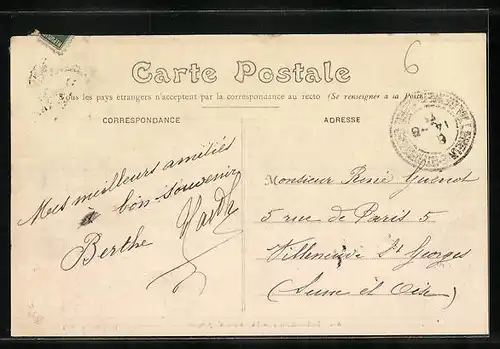 6
Carte Postale
Tous les pays étrangers n'acceptent par la correspondance au recto (Se renseigner à la Poste)
CORRESPONDANCE
ADRESSE
Mes meilleurs amitiés
à bon souvenir
Berthe
Monsieur René Guenot
5 rue de Paris 5
Villeneuve St Georges
(Seine et Oise)